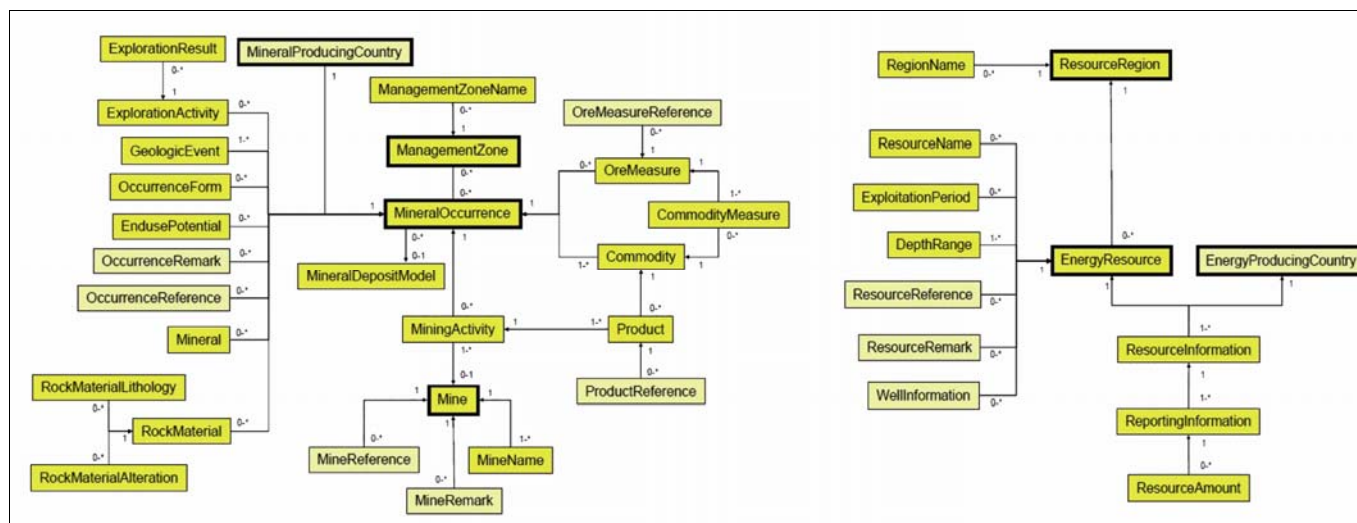 ExplorationResult
MineralProducingCountry
0-*
1
1
ManagementZoneName
ExplorationActivity
0-*
0-*
OreMeasureReference
GeologicEvent
1-*
1
0-*
ManagementZone
1
OccurrenceForm
0-*
0-*
0-*
OreMeasure
1
0-*
EndusePotential
0-*
1
MineralOccurrence
1
1-*
CommodityMeasure
OccurrenceRemark
0-*
0-*
1
0-*
0-1
Commodity
MineralDepositModel
1-*
1
OccurrenceReference
0-*
1
Mineral
0-*
0-*
0-*
MiningActivity
1
1-*
Product
1-*
1
RockMaterialLithology
0-1
ProductReference
0-*
1
Mine
1
RockMaterial
0-*
1
1
0-*
0-*
1-*
MineReference
MineName
RockMaterialAlteration
0-*
MineRemark
RegionName
0-*
1
ResourceRegion
1
ResourceName
0-*
ExploitationPeriod
0-*
DepthRange
1-*
0-*
1
EnergyResource
EnergyProducingCountry
1
1
ResourceReference
0-*
1-*
ResourceRemark
0-*
ResourceInformation
1
WellInformation
0-*
1-*
ReportingInformation
1
0-*
ResourceAmount